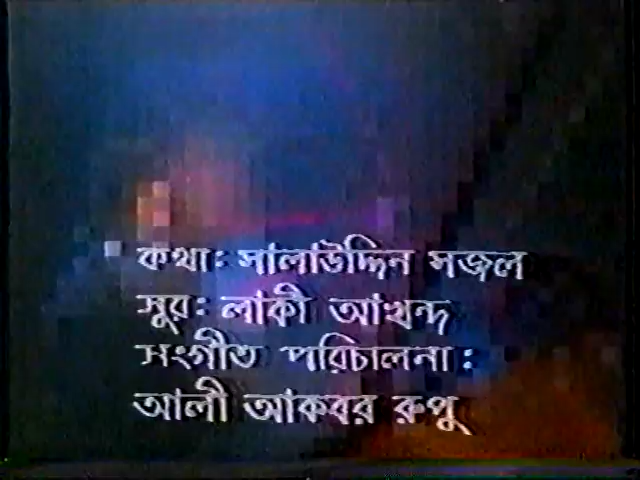 কথা: সালাউদ্দিন সজল
সুর: লাকী আখন্দ
সংগীত পরিচালনা:
আলী আকবর রুপু